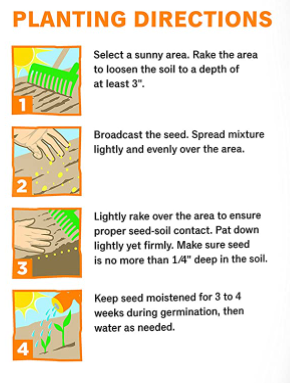 PLANTING DIRECTIONS
Select a sunny area. Rake the area
to loosen the soil to a depth of
at least 3".
1
Broadcast the seed. Spread mixture
lightly and evenly over the area.
2
Lightly rake over the area to ensure
proper seed-soil contact. Pat down
lightly yet firmly. Make sure seed
is no more than 1/4" deep in the soil.
3
Keep seed moistened for 3 to 4
weeks during germination, then
water as needed.
4